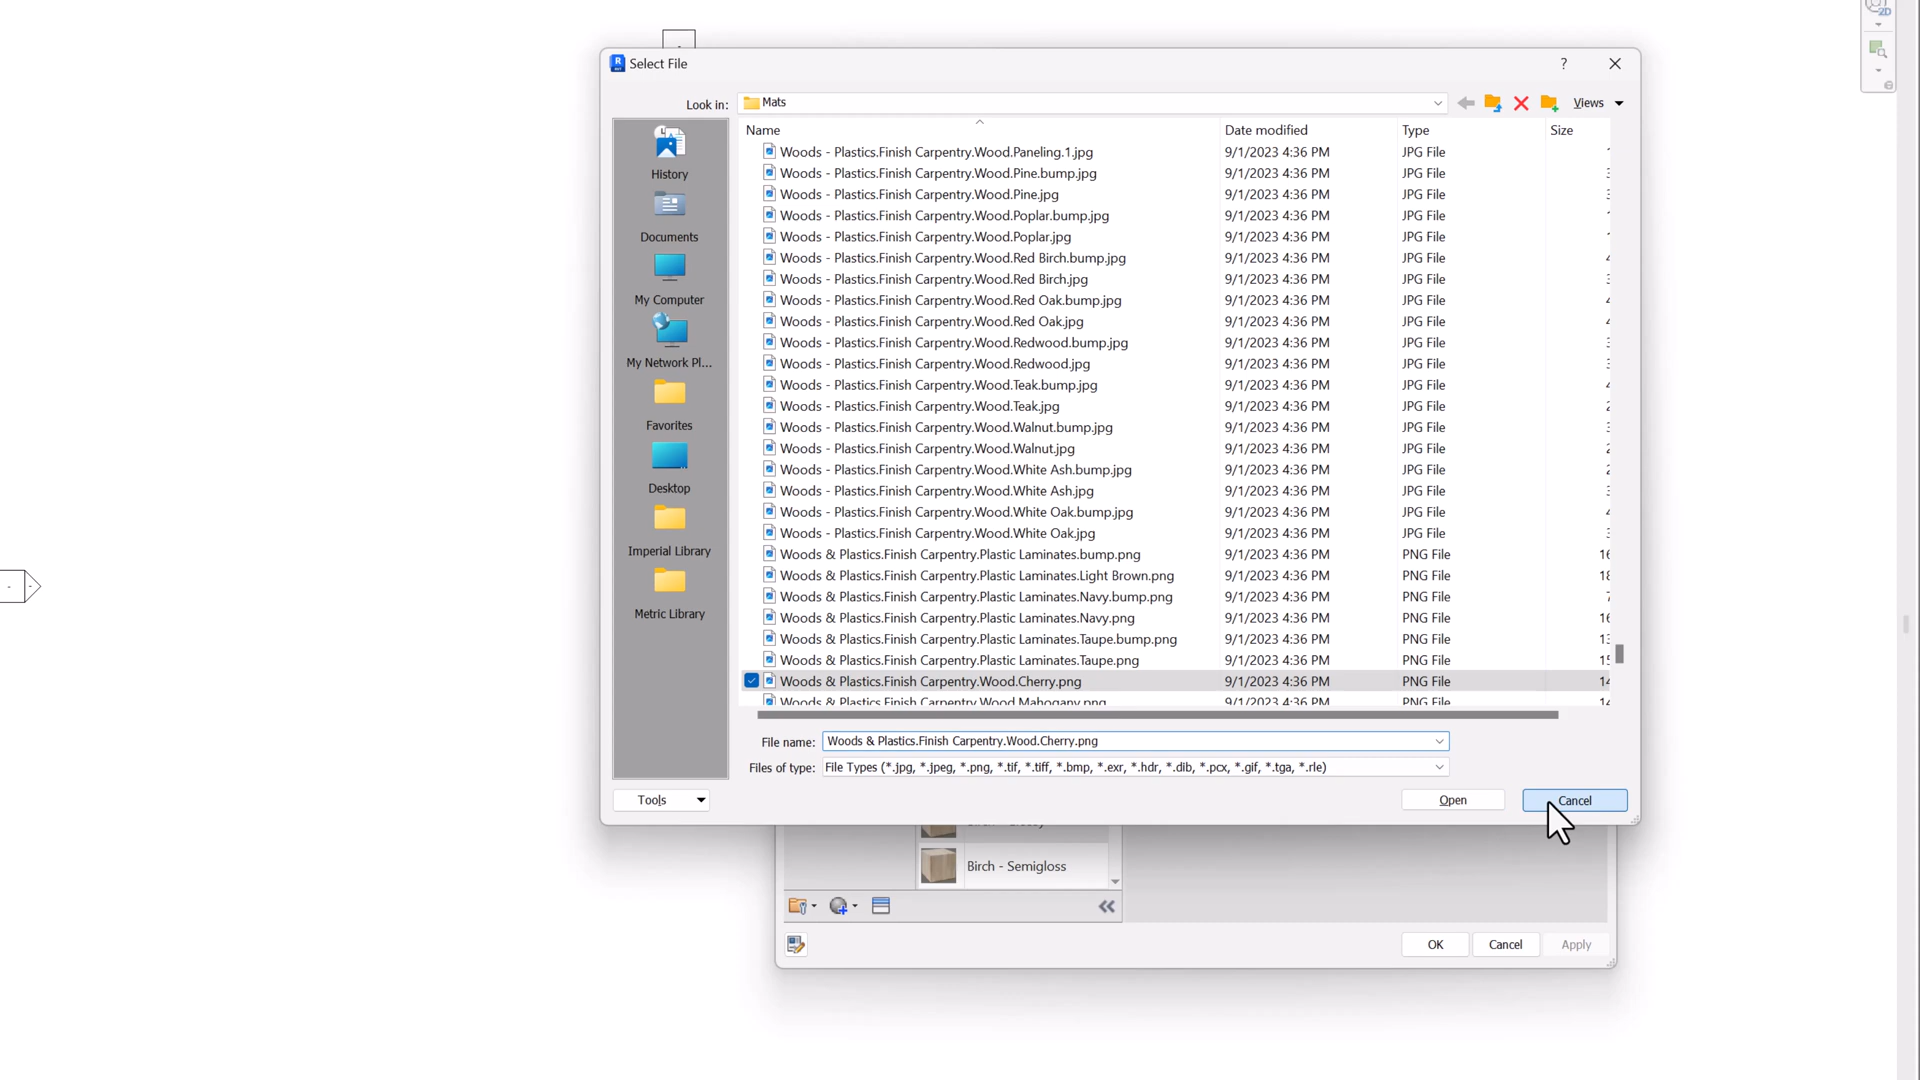 2D
Select File
?
Look in: Mats Views
Name Date modified Type Size
Woods - Plastics.Finish Carpentry.Wood.Paneling.1.jpg 9/1/2023 4:36 PM JPG File
Woods - Plastics.Finish Carpentry.Wood.Pine.bump.jpg 9/1/2023 4:36 PM JPG File
Woods - Plastics.Finish Carpentry.Wood.Pine.jpg 9/1/2023 4:36 PM JPG File
Woods - Plastics.Finish Carpentry.Wood.Poplar.bump.jpg 9/1/2023 4:36 PM JPG File
Woods - Plastics.Finish Carpentry.Wood.Poplar.jpg 9/1/2023 4:36 PM JPG File
Woods - Plastics.Finish Carpentry.Wood.Red Birch.bump.jpg 9/1/2023 4:36 PM JPG File
Woods - Plastics.Finish Carpentry.Wood.Red Birch.jpg 9/1/2023 4:36 PM JPG File
Woods - Plastics.Finish Carpentry.Wood.Red Oak.bump.jpg 9/1/2023 4:36 PM JPG File
Woods - Plastics.Finish Carpentry.Wood.Red Oak.jpg 9/1/2023 4:36 PM JPG File
Woods - Plastics.Finish Carpentry.Wood.Redwood.bump.jpg 9/1/2023 4:36 PM JPG File
Woods - Plastics.Finish Carpentry.Wood.Redwood.jpg 9/1/2023 4:36 PM JPG File
Woods - Plastics.Finish Carpentry.Wood.Teak.bump.jpg 9/1/2023 4:36 PM JPG File
Woods - Plastics.Finish Carpentry.Wood.Teak.jpg 9/1/2023 4:36 PM JPG File
Woods - Plastics.Finish Carpentry.Wood.Walnut.bump.jpg 9/1/2023 4:36 PM JPG File
Woods - Plastics.Finish Carpentry.Wood.Walnut.jpg 9/1/2023 4:36 PM JPG File
Woods - Plastics.Finish Carpentry.Wood.White Ash.bump.jpg 9/1/2023 4:36 PM JPG File
Woods - Plastics.Finish Carpentry.Wood.White Ash.jpg 9/1/2023 4:36 PM JPG File
Woods - Plastics.Finish Carpentry.Wood.White Oak.bump.jpg 9/1/2023 4:36 PM JPG File
Woods - Plastics.Finish Carpentry.Wood.White Oak.jpg 9/1/2023 4:36 PM JPG File
Woods & Plastics.Finish Carpentry.Plastic Laminates.bump.png 9/1/2023 4:36 PM PNG File
Woods & Plastics.Finish Carpentry.Plastic Laminates.Light Brown.png 9/1/2023 4:36 PM PNG File
Woods & Plastics.Finish Carpentry.Plastic Laminates.Navy.bump.png 9/1/2023 4:36 PM PNG File
Woods & Plastics.Finish Carpentry.Plastic Laminates.Navy.png 9/1/2023 4:36 PM PNG File
Woods & Plastics.Finish Carpentry.Plastic Laminates.Taupe.bump.png 9/1/2023 4:36 PM PNG File
Woods & Plastics.Finish Carpentry.Plastic Laminates.Taupe.png 9/1/2023 4:36 PM PNG File
Woods & Plastics.Finish Carpentry.Wood.Cherry.png 9/1/2023 4:36 PM PNG File
Woods & Plastics.Finish Carpentry.Wood.Mahogany.png 9/1/2023 4:36 PM PNG File
History
Documents
My Computer
My Network Pl...
Favorites
Desktop
Imperial Library
Metric Library
File name: Woods & Plastics.Finish Carpentry.Wood.Cherry.png
Files of type: File Types (*.jpg, *.jpeg, *.png, *.tif, *.tiff, *.bmp, *.exr, *.hdr, *.dib, *.pcx, *.gif, *.tga, *.rle)
Tools Open Cancel
Birch - Semigloss
OK Cancel Apply